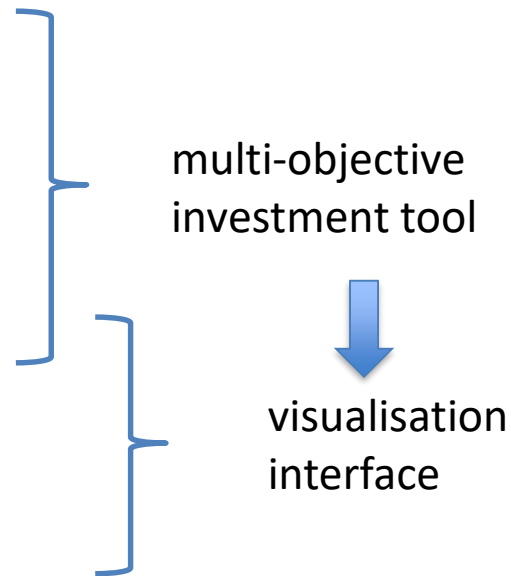 multi-objective
investment tool
visualisation
interface